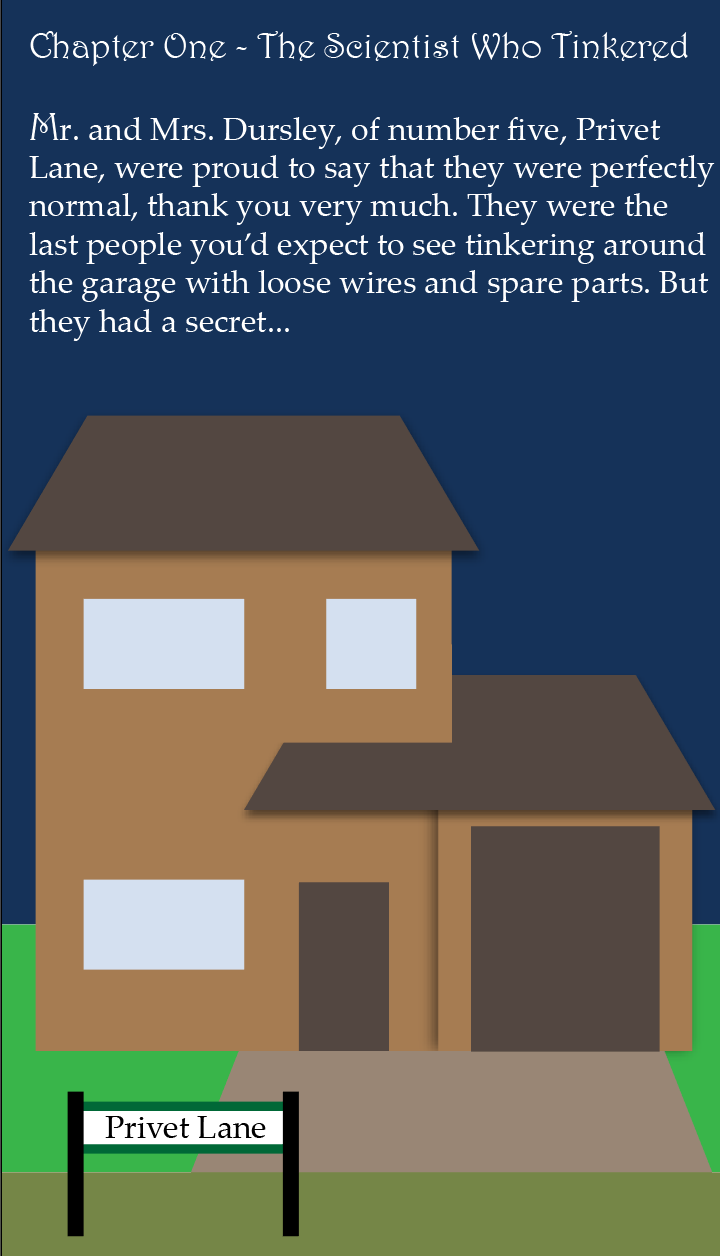 Chapter One ~ The Scientist Who Tinkered
Mr. and Mrs. Dursley, of number five, Privet
Lane, were proud to say that they were perfectly
normal, thank you very much. They were the
last people you’d expect to see tinkering around
the garage with loose wires and spare parts. But
they had a secret...
Privet Lane